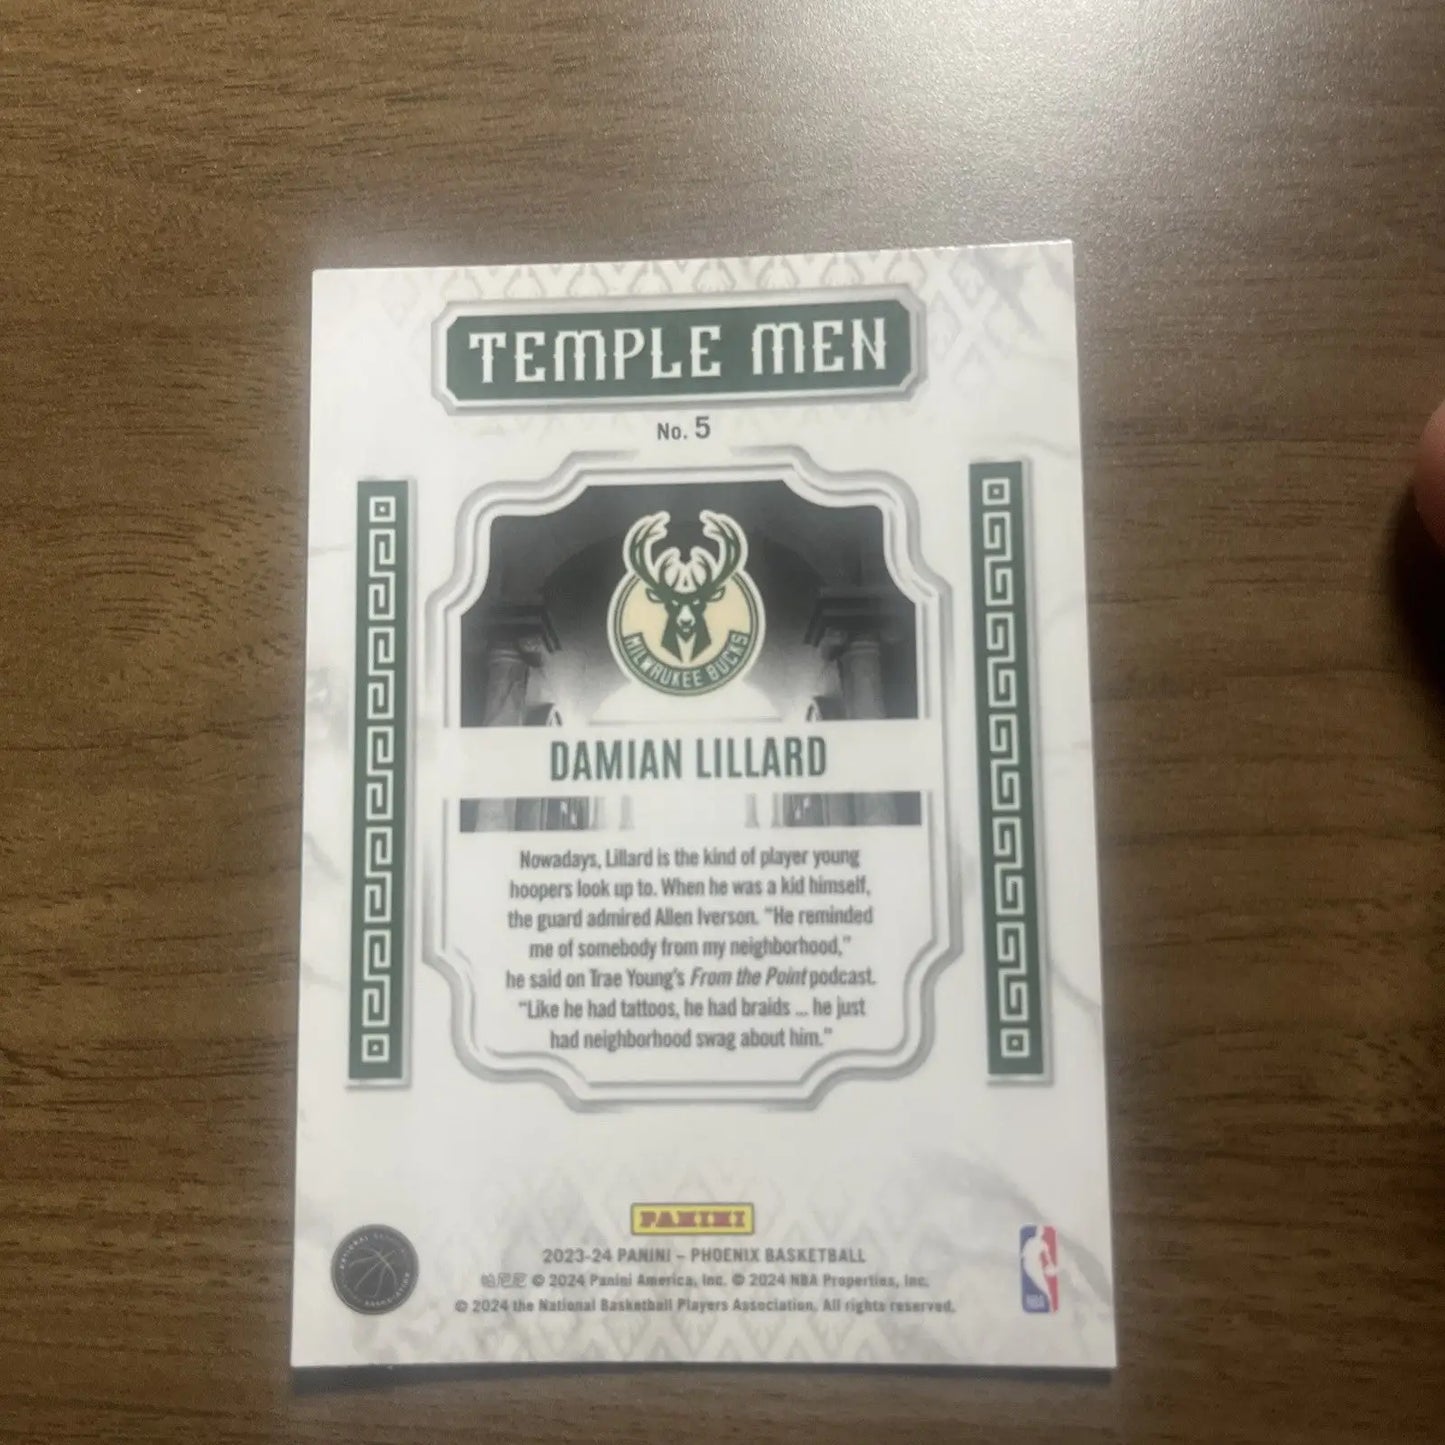 TEMPLE MEN
No. 5
MILWAUKEE BUCKS
DAMIAN LILLARD
Nowadays, Lillard is the kind of player young
hoopers look up to. When he was a kid himself,
the guard admired Allen Iverson. "He reminded
me of somebody from my neighborhood,"
he said on Trae Young's From the Point podcast.
"Like he had tattoos, he had braids ... he just
had neighborhood swag about him."
PANINI
2023-24 PANINI – PHOENIX BASKETBALL
帕尼尼 © 2024 Panini America, Inc. © 2024 NBA Properties, Inc.
© 2024 the National Basketball Players Association. All rights reserved.
NBA